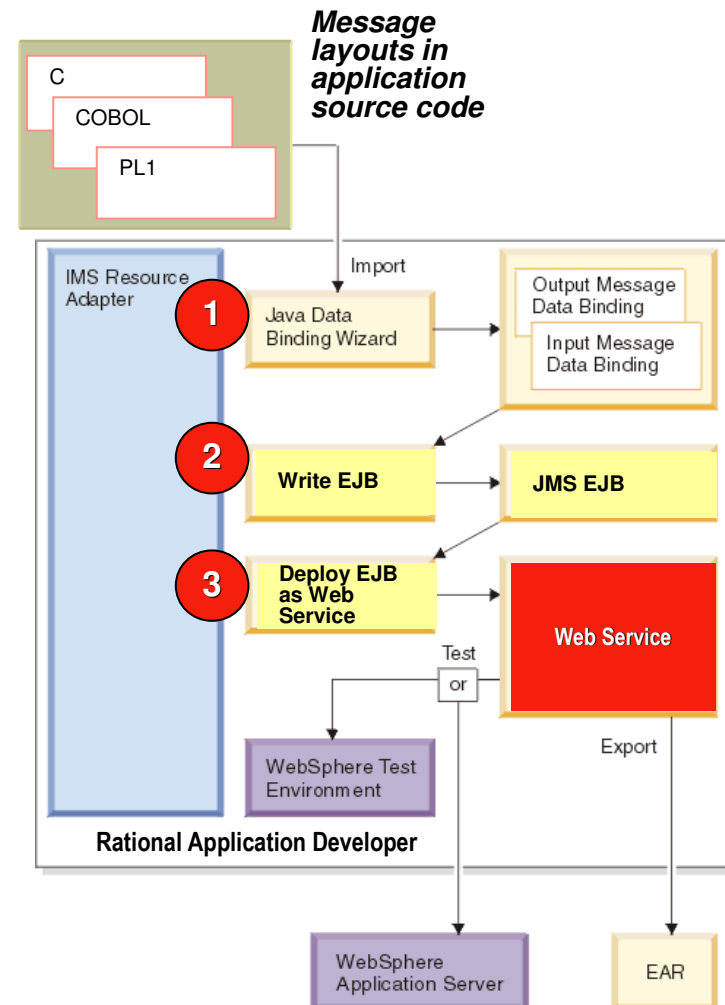 Message
layouts in
application
source code
C
COBOL
PL1
IMS Resource
Adapter
Import
1
Java Data
Binding Wizard
Output Message
Data Binding
Input Message
Data Binding
2
Write EJB
JMS EJB
3
Deploy EJB
as Web
Service
Web Service
Test
or
Export
WebSphere Test
Environment
Rational Application Developer
WebSphere
Application Server
EAR